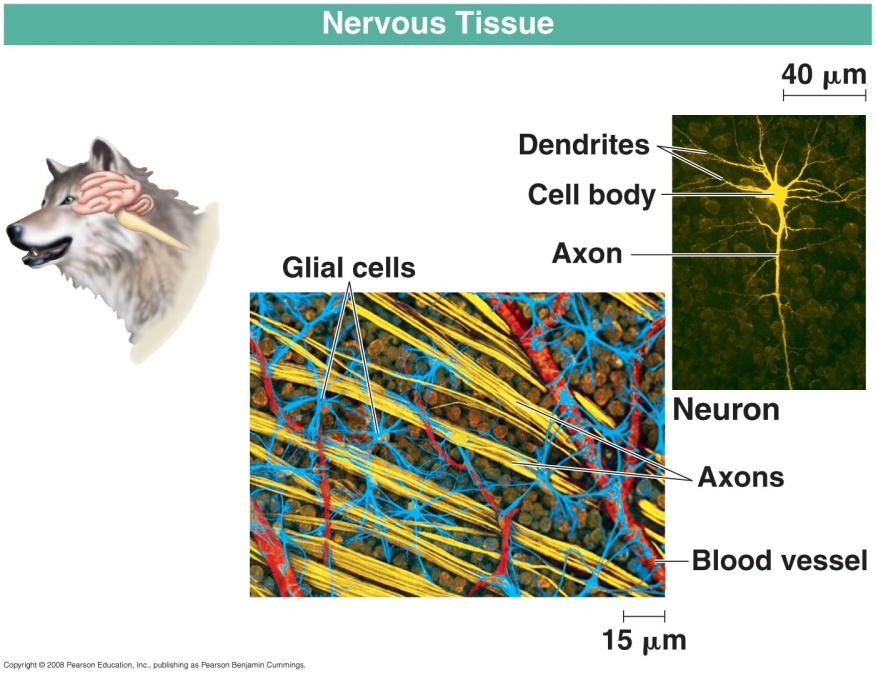 Nervous Tissue
40 μm
Dendrites
Cell body
Axon
Glial cells
Neuron
Axons
Blood vessel
15 μm
Copyright © 2008 Pearson Education, Inc., publishing as Pearson Benjamin Cummings.